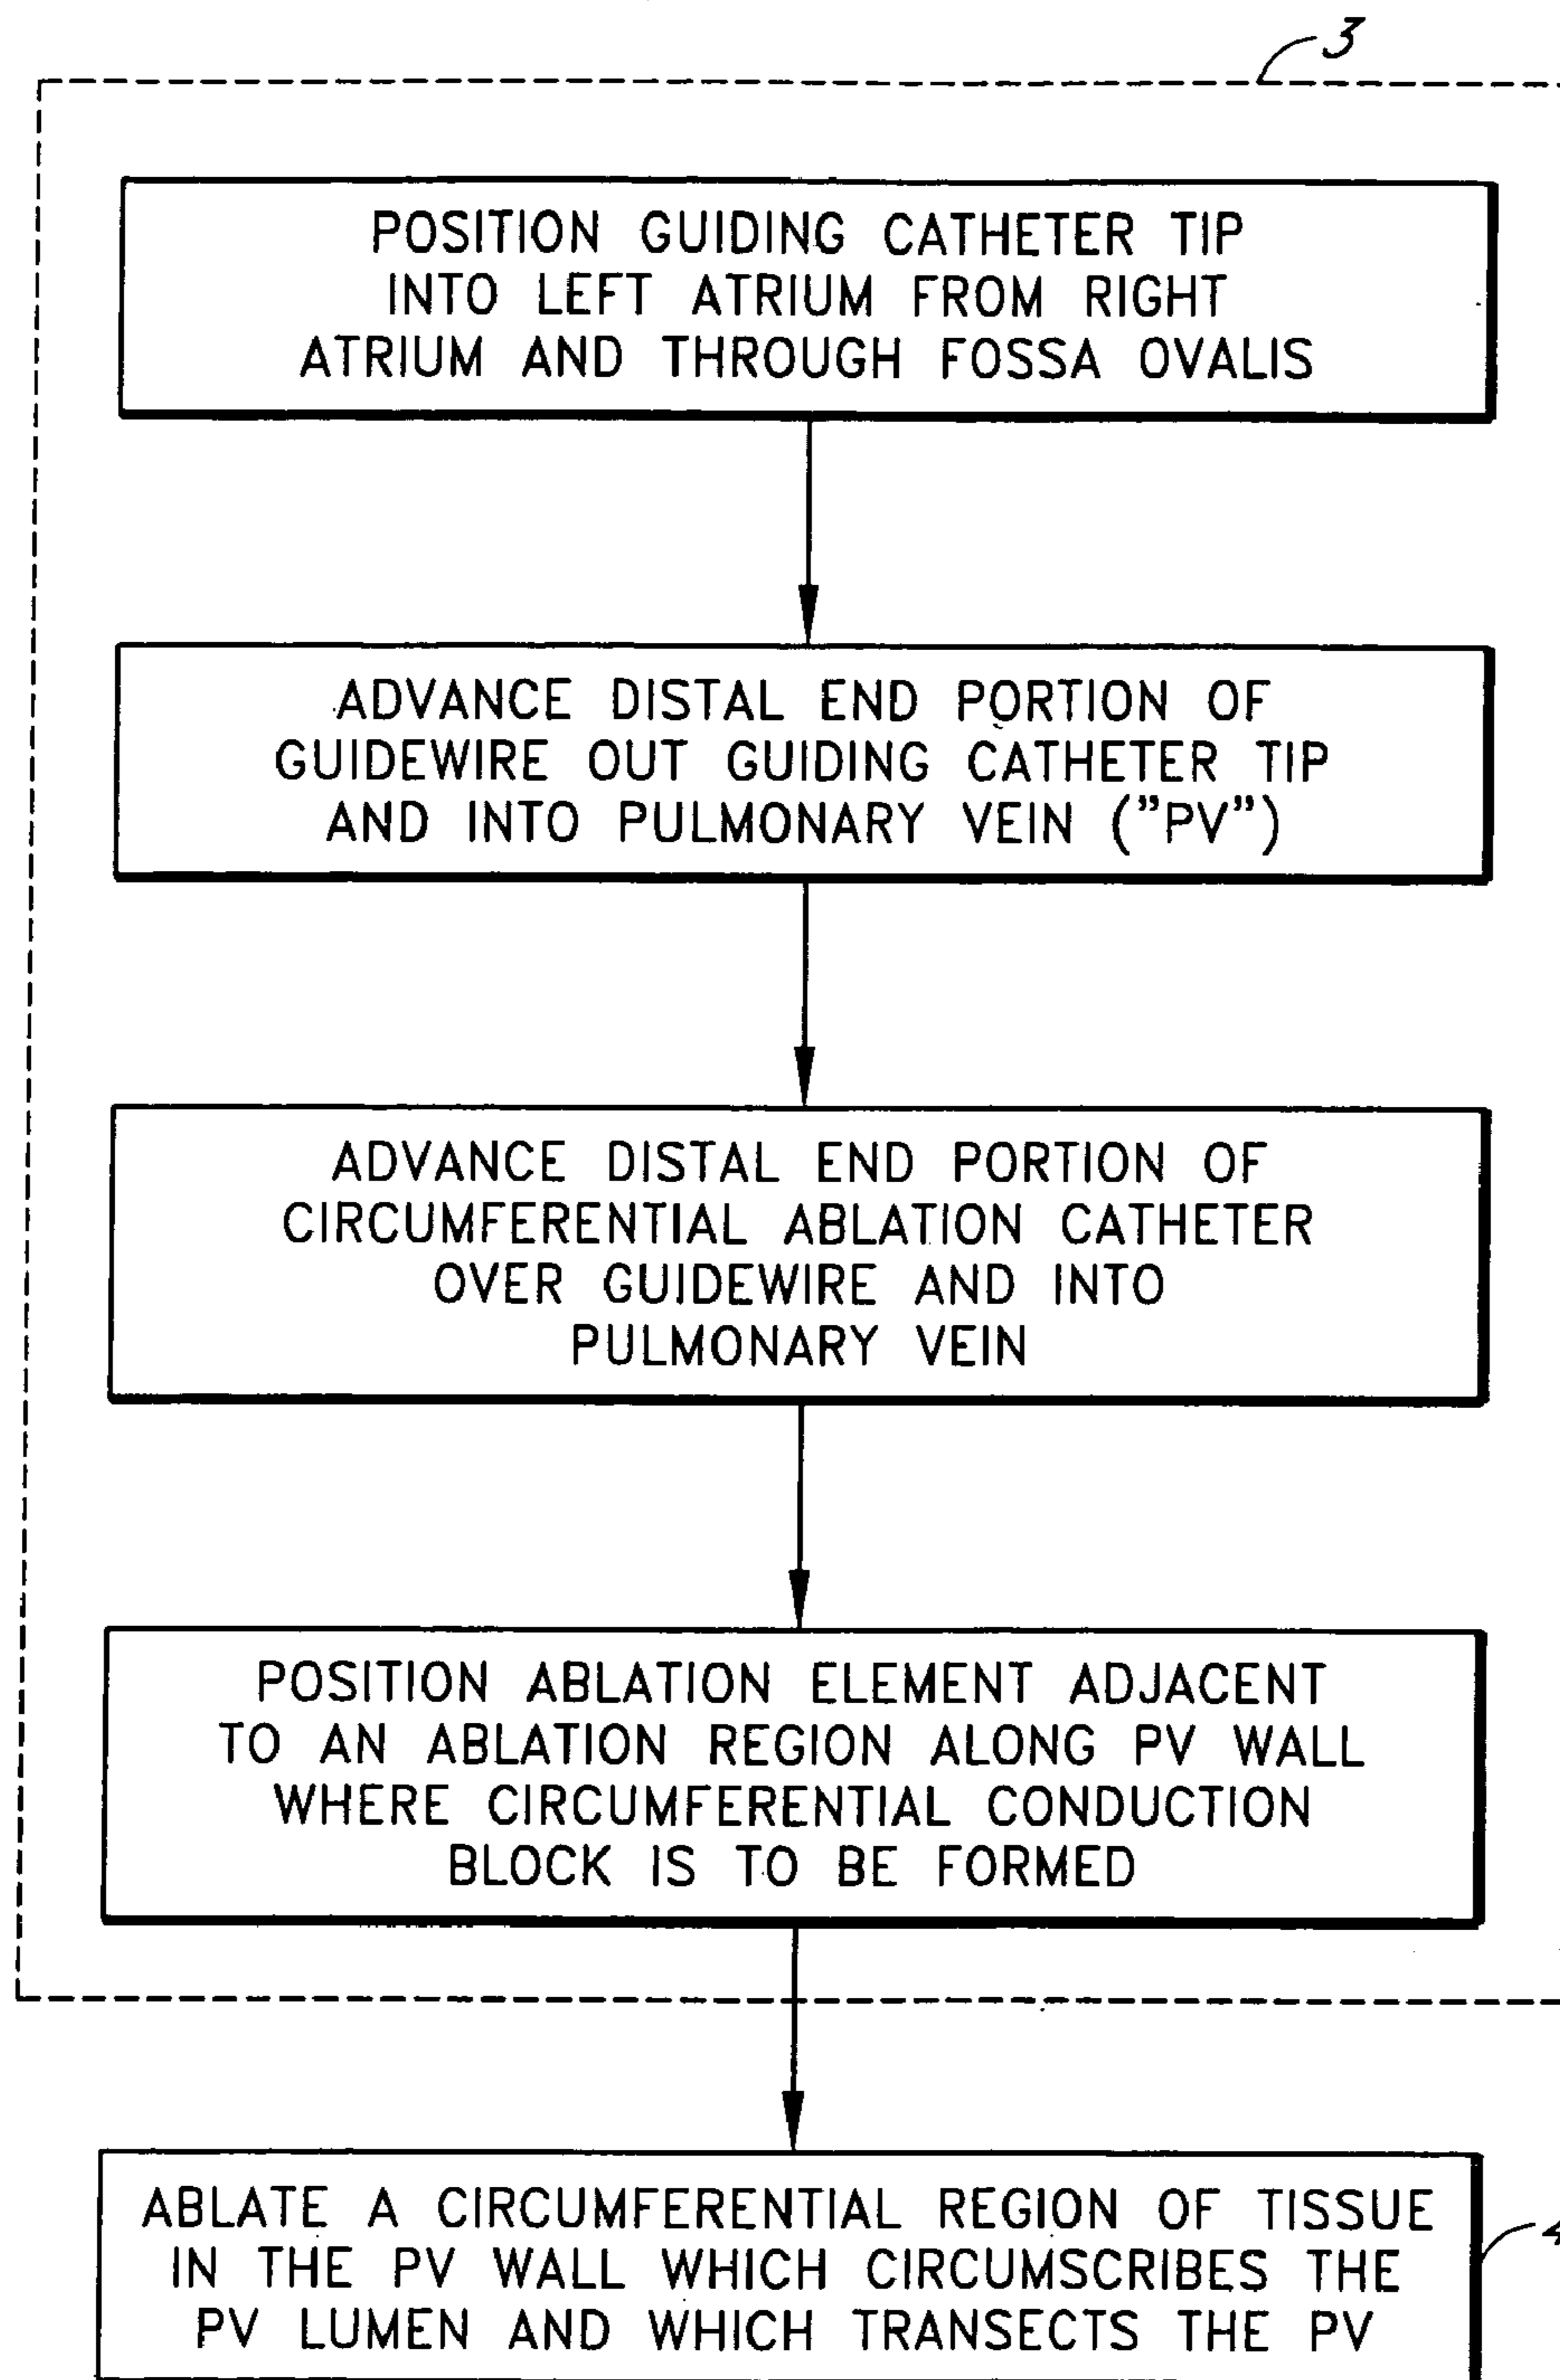 3
POSITION GUIDING CATHETER TIP
INTO LEFT ATRIUM FROM RIGHT
ATRIUM AND THROUGH FOSSA OVALIS
ADVANCE DISTAL END PORTION OF
GUIDEWIRE OUT GUIDING CATHETER TIP
AND INTO PULMONARY VEIN ("PV")
ADVANCE DISTAL END PORTION OF
CIRCUMFERENTIAL ABLATION CATHETER
OVER GUIDEWIRE AND INTO
PULMONARY VEIN
POSITION ABLATION ELEMENT ADJACENT
TO AN ABLATION REGION ALONG PV WALL
WHERE CIRCUMFERENTIAL CONDUCTION
BLOCK IS TO BE FORMED
ABLATE A CIRCUMFERENTIAL REGION OF TISSUE
IN THE PV WALL WHICH CIRCUMSCRIBES THE
PV LUMEN AND WHICH TRANSECTS THE PV
4